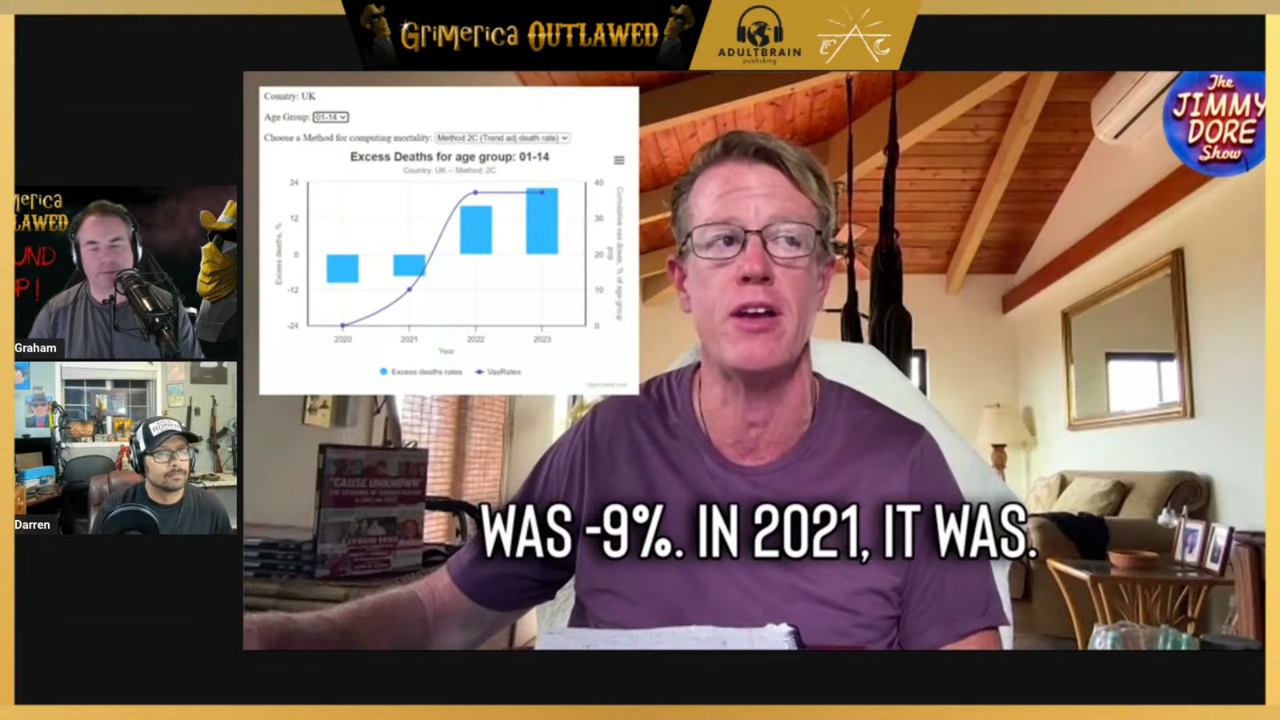 GRIMERICA OUTLAWED
ADULTBRAIN
publishing
E C
The
JIMMY
DORE
Show
Country: UK
Age Group: 01-14
Choose a Method for computing mortality: Method 2C (Trend adj death rate)
Excess Deaths for age group: 01-14
Country: UK -- Method: 2C
24
12
0
-12
-24
Excess deaths, %
40
30
20
10
0
Cumulative vax doses, % of age group
pop
2020
2021
2022
2023
Year
Excess deaths rates
VaxRates
merica
LAWED
UND
P!
Graham
Darren
"CAUSE UNKNOWN"
WAS -9%. IN 2021, IT WAS.